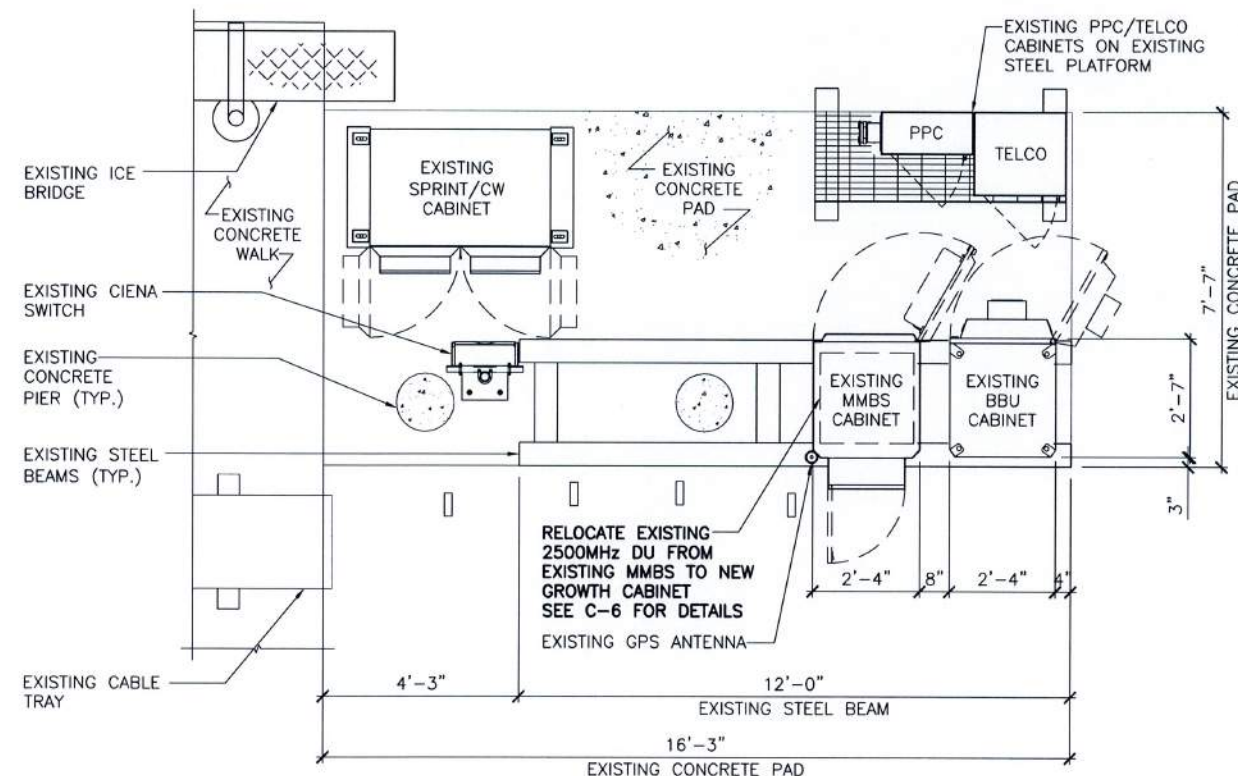 EXISTING PPC/TELCO
CABINETS ON EXISTING
STEEL PLATFORM
PPC
TELCO
EXISTING ICE
BRIDGE
EXISTING
CONCRETE
WALK
EXISTING
SPRINT/CW
CABINET
EXISTING
CONCRETE
PAD
7'-7"
EXISTING CONCRETE PAD
EXISTING CIENA
SWITCH
EXISTING
CONCRETE
PIER (TYP.)
EXISTING
MMBS
CABINET
EXISTING
BBU
CABINET
2'-7"
3"
EXISTING STEEL
BEAMS (TYP.)
RELOCATE EXISTING
2500MHz DU FROM
EXISTING MMBS TO NEW
GROWTH CABINET
SEE C-6 FOR DETAILS
2'-4"
8"
2'-4"
4"
EXISTING GPS ANTENNA
EXISTING CABLE
TRAY
4'-3"
12'-0"
EXISTING STEEL BEAM
16'-3"
EXISTING CONCRETE PAD